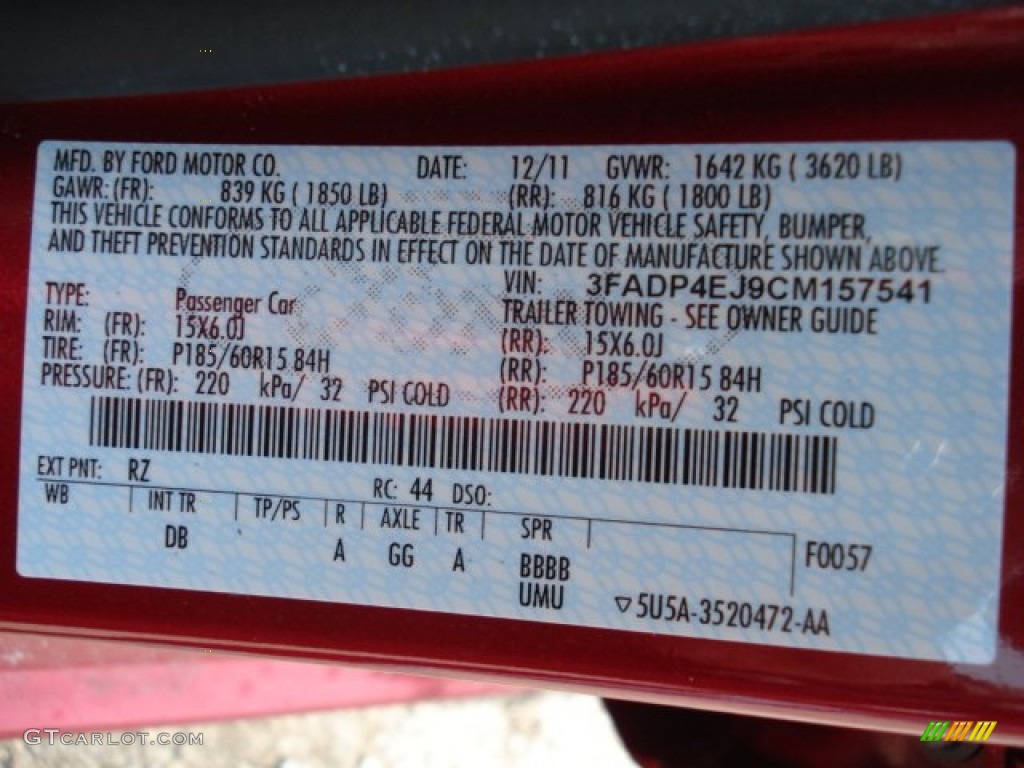 MFD. BY FORD MOTOR CO. DATE: 12/11 GVWR: 1642 KG ( 3620 LB)
GAWR: (FR): 839 KG ( 1850 LB) (RR): 816 KG ( 1800 LB)
THIS VEHICLE CONFORMS TO ALL APPLICABLE FEDERAL MOTOR VEHICLE SAFETY, BUMPER,
AND THEFT PREVENTION STANDARDS IN EFFECT ON THE DATE OF MANUFACTURE SHOWN ABOVE.
VIN: 3FADP4EJ9CM157541
TYPE: Passenger Car TRAILER TOWING - SEE OWNER GUIDE
RIM: (FR): 15X6.0J (RR): 15X6.0J
TIRE: (FR): P185/60R15 84H (RR): P185/60R15 84H
PRESSURE: (FR): 220 kPa/ 32 PSI COLD (RR): 220 kPa/ 32 PSI COLD
EXT PNT: RZ RC: 44 DSO:
WB INT TR TP/PS R AXLE TR SPR
DB A GG A BBBB F0057
UMU ▽5U5A-3520472-AA
GTCARLOT.COM